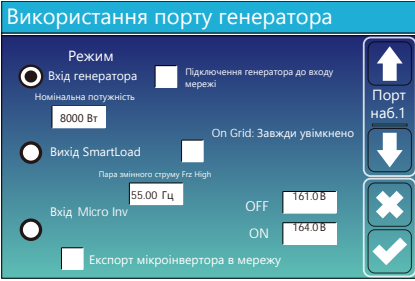 Використання порту генератора
Режим
Вхід генератора
Підключення генератора до входу
мережі
Номінальна потужність
8000 Вт
Порт
наб.1
On Grid: Завжди увімкнено
Вихід SmartLoad
Пара змінного струму Frz High
55.00 Гц
OFF
161.0В
Вхід Micro Inv
ON
164.0В
Експорт мікроінвертора в мережу